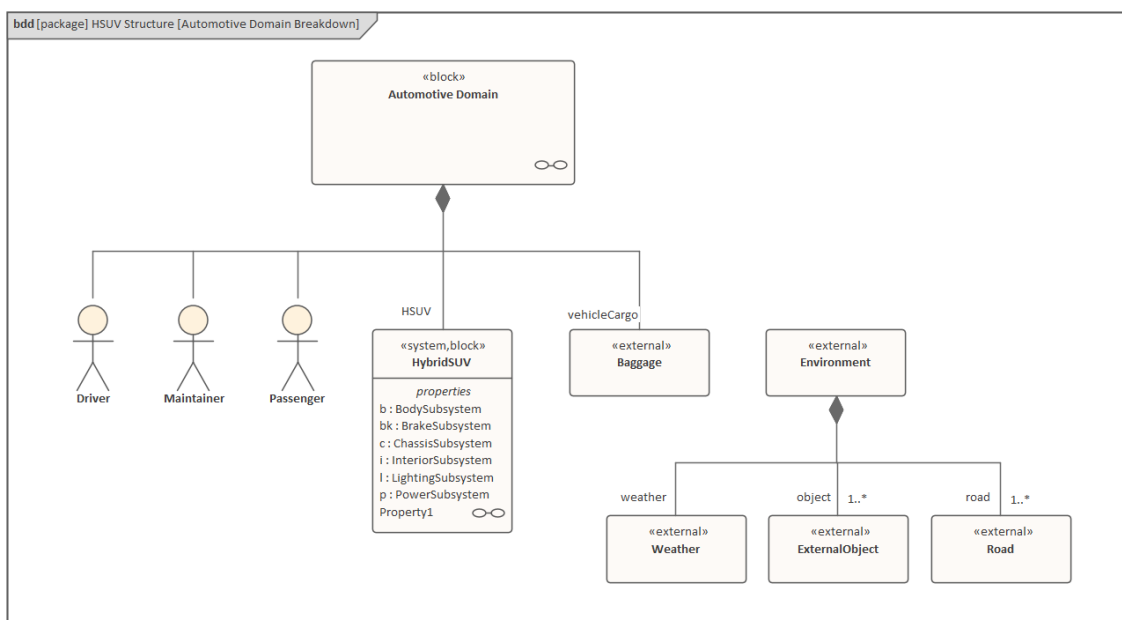 bdd [package] HSUV Structure [Automotive Domain Breakdown]
«block»
Automotive Domain
HSUV
vehicleCargo
«system,block»
HybridSUV
properties
b : BodySubsystem
bk : BrakeSubsystem
c : ChassisSubsystem
i : InteriorSubsystem
l : LightingSubsystem
p : PowerSubsystem
Property1
«external»
Baggage
«external»
Environment
Driver
Maintainer
Passenger
weather
object
1..*
road
1..*
«external»
Weather
«external»
ExternalObject
«external»
Road